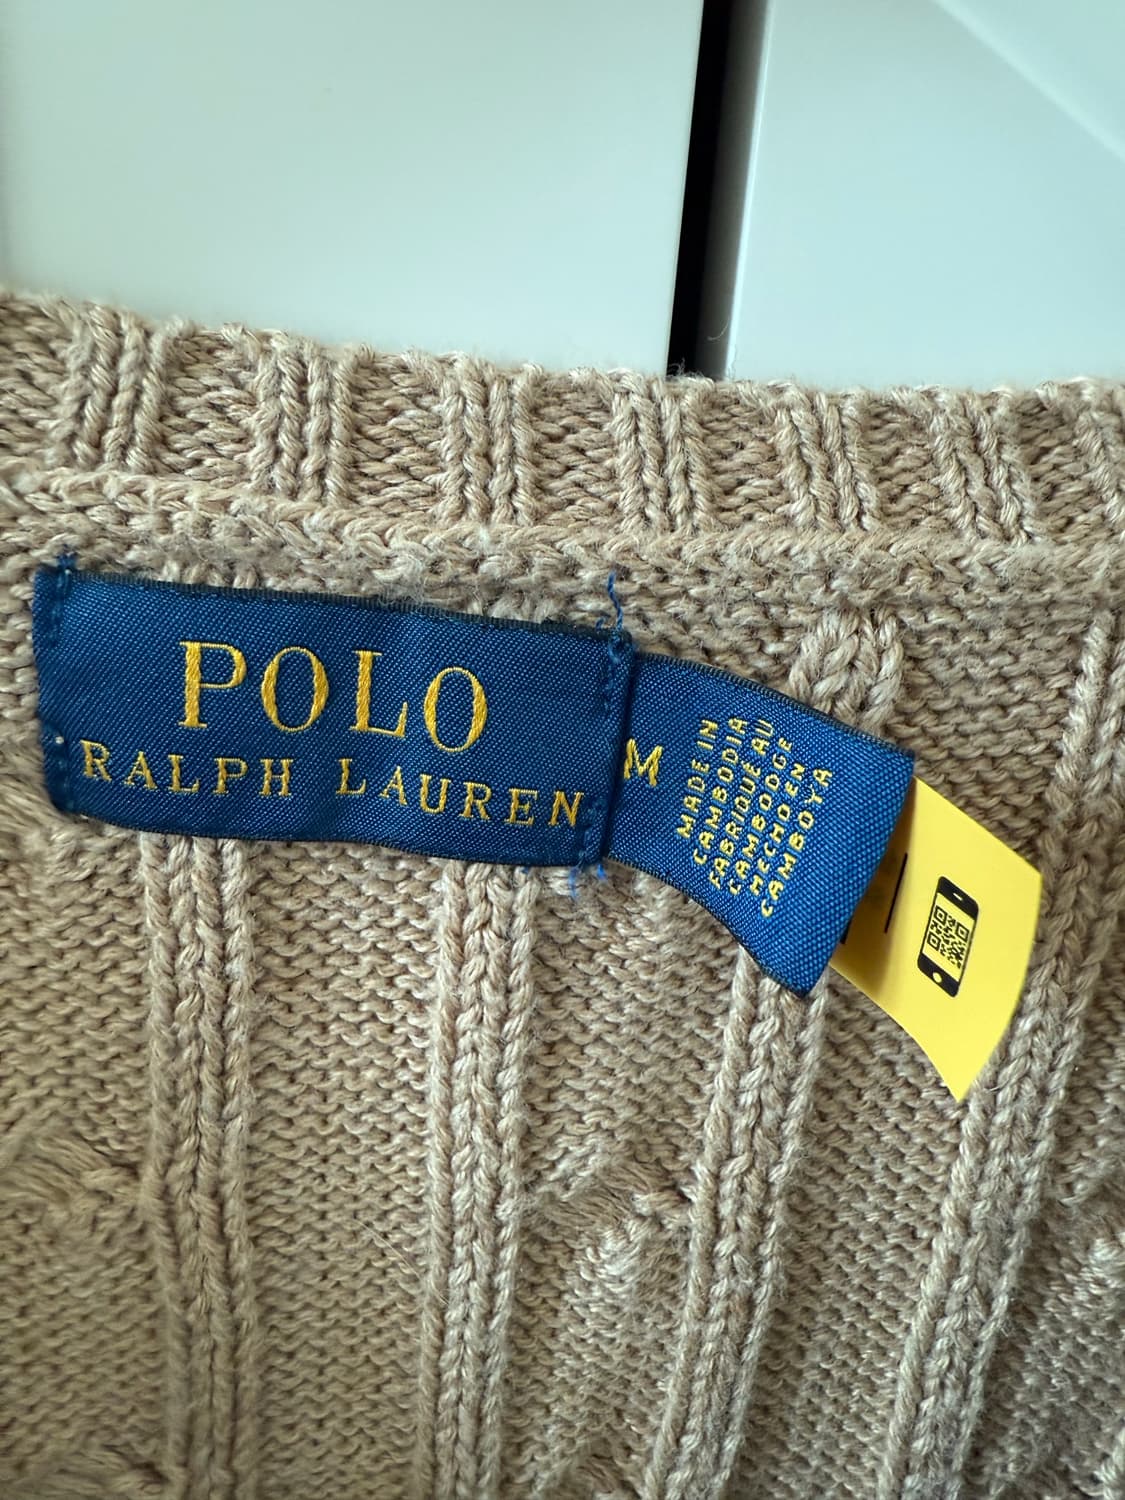 POLO
RALPH LAUREN
M
MADE IN
CAMBODIA
FABRIQUÉ AU
CAMBODGE
HECHO EN
CAMBOYA